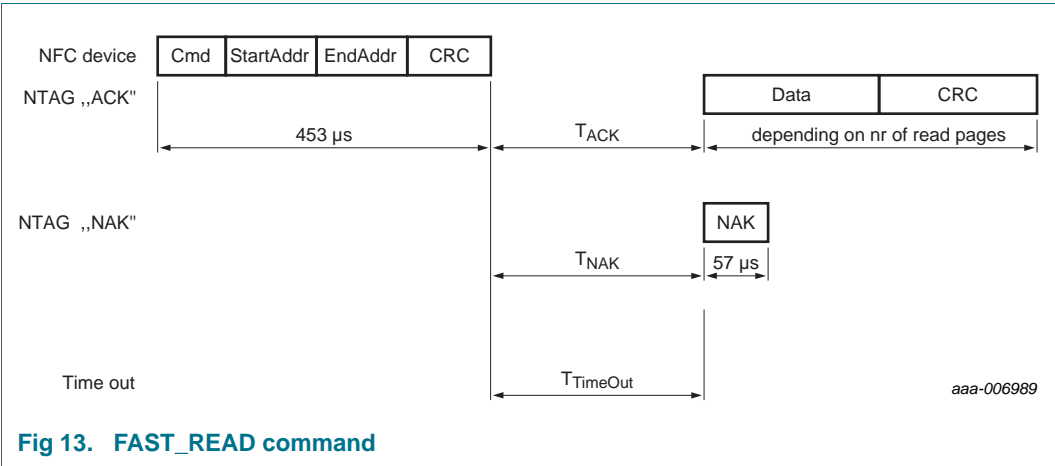 NFC device Cmd StartAddr EndAddr CRC
NTAG ,,ACK" Data CRC
453 µs TACK depending on nr of read pages
NTAG ,,NAK" NAK
TNAK 57 µs
Time out TTimeOut aaa-006989
Fig 13. FAST_READ command